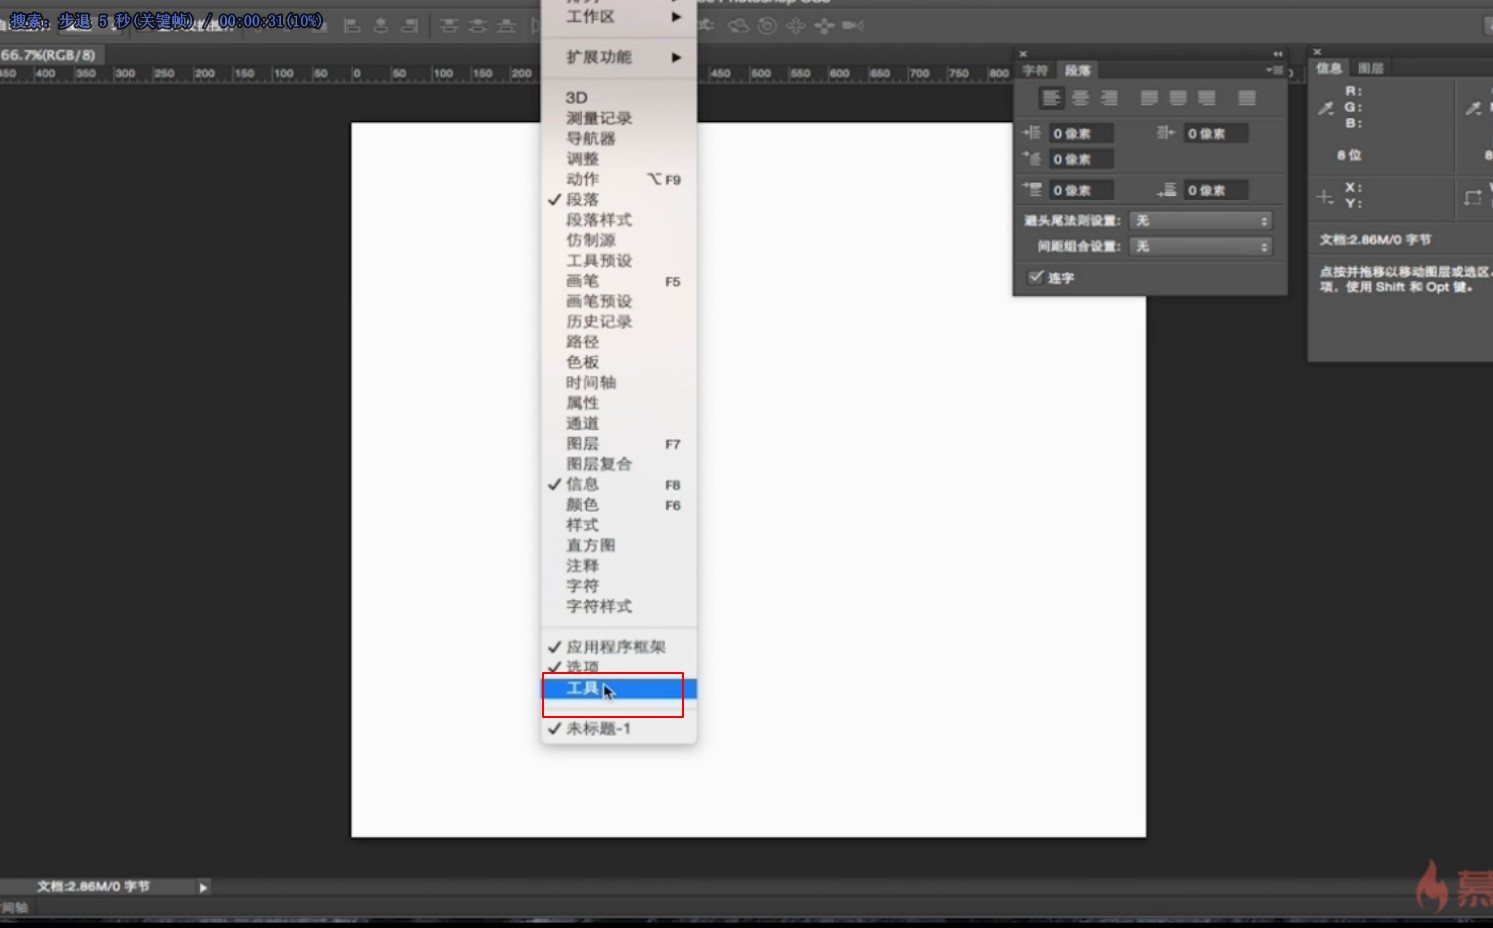 搜索: 步退 5 秒(关键帧) / 00:00:31(10%)
工作区
66.7%(RGB/8)
扩展功能
400 350 300 250 200 150 100 50 0 50 100 150 200 450 500 550 600 650 700 750 800
字符 段落
信息 图层
3D
测量记录
导航器
调整
动作 ⌥F9
✓ 段落
段落样式
仿制源
工具预设
画笔 F5
画笔预设
历史记录
路径
色板
时间轴
属性
通道
图层 F7
图层复合
✓ 信息 F8
颜色 F6
样式
直方图
注释
字符
字符样式
✓ 应用程序框架
✓ 选项
工具
✓ 未标题-1
0 像素 0 像素
0 像素
0 像素 0 像素
避头尾法则设置: 无
间距组合设置: 无
连字
R:
G:
B:
8 位
X:
Y:
文档:2.86M/0 字节
点按并拖移以移动图层或选区。
项，使用 Shift 和 Opt 键。
文档:2.86M/0 字节
间轴
慕